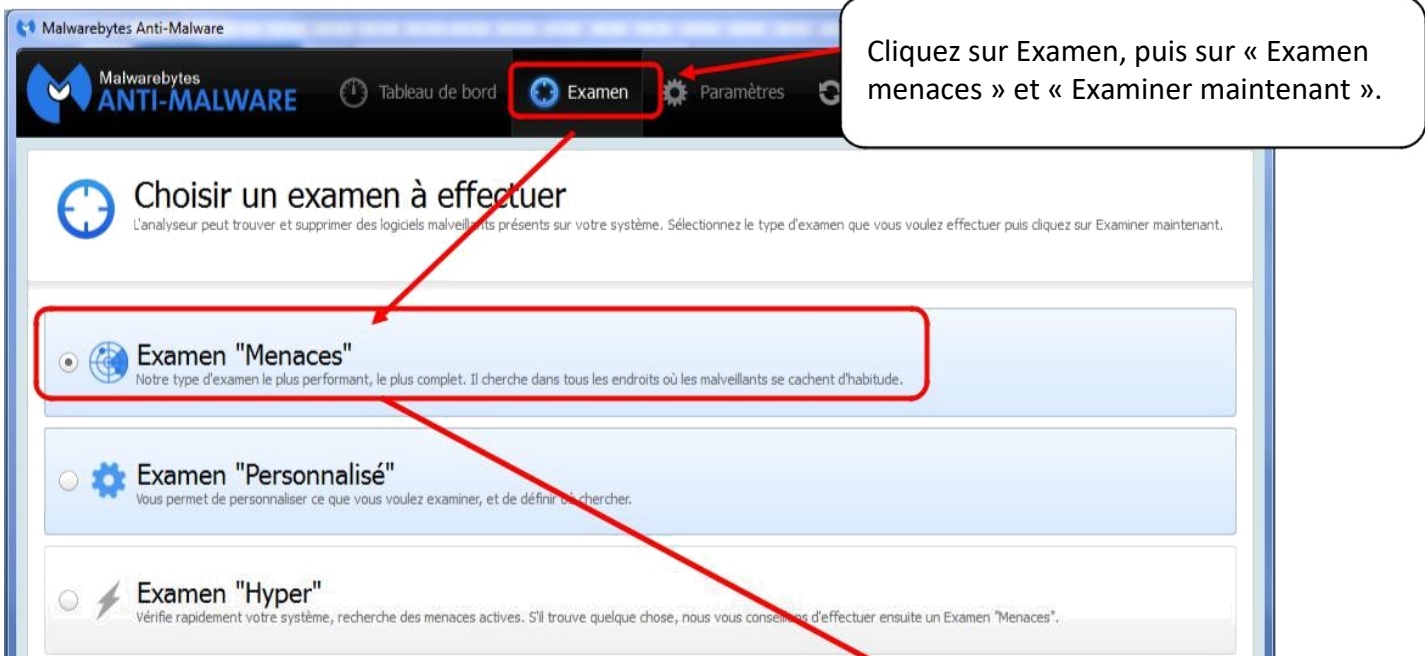 Malwarebytes Anti-Malware
Cliquez sur Examen, puis sur « Examen
menaces » et « Examiner maintenant ».
Malwarebytes
ANTI-MALWARE
Tableau de bord
Examen
Paramètres
Choisir un examen à effectuer
L'analyseur peut trouver et supprimer des logiciels malveillants présents sur votre système. Sélectionnez le type d'examen que vous voulez effectuer puis cliquez sur Examiner maintenant.
Examen "Menaces"
Notre type d'examen le plus performant, le plus complet. Il cherche dans tous les endroits où les malveillants se cachent d'habitude.
Examen "Personnalisé"
Vous permet de personnaliser ce que vous voulez examiner, et de définir où chercher.
Examen "Hyper"
Vérifie rapidement votre système, recherche des menaces actives. S'il trouve quelque chose, nous vous conseillons d'effectuer ensuite un Examen "Menaces".